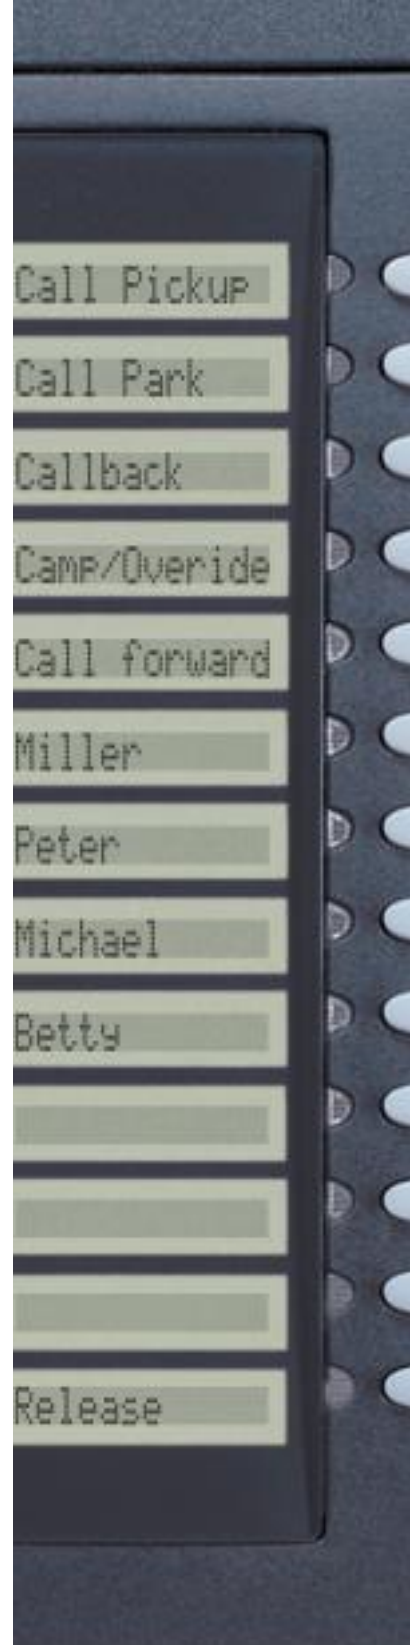 Call Pickup
Call Park
Callback
Camp/Overide
Call forward
Miller
Peter
Michael
Betty
Release